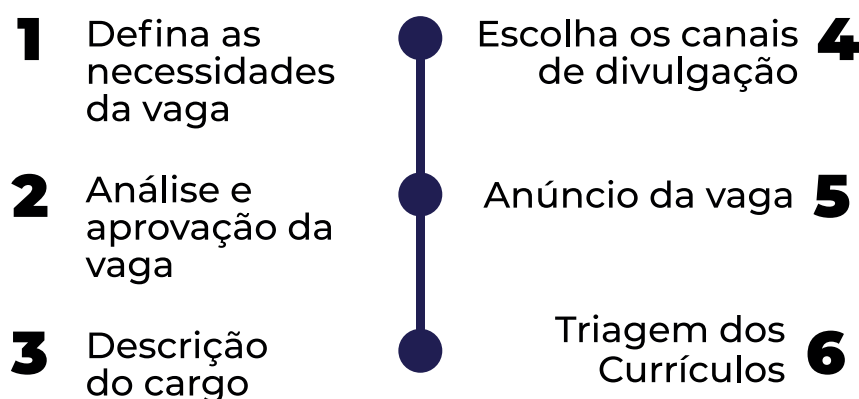 1 Defina as
necessidades
da vaga
2 Análise e
aprovação da
vaga
3 Descrição
do cargo
Escolha os canais 4
de divulgação
Anúncio da vaga 5
Triagem dos
Currículos 6